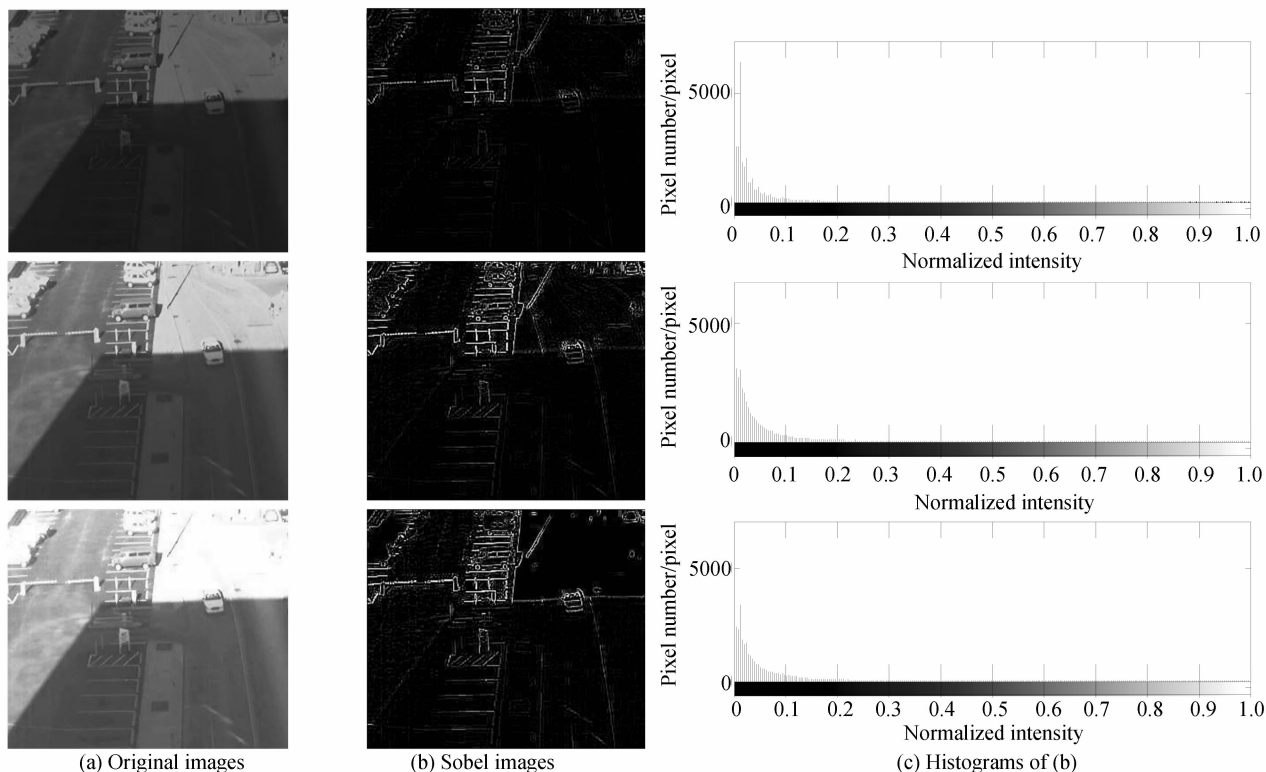 Pixel number/pixel
5000
0
0 0.1 0.2 0.3 0.4 0.5 0.6 0.7 0.8 0.9 1.0
Normalized intensity
Pixel number/pixel
5000
0
0 0.1 0.2 0.3 0.4 0.5 0.6 0.7 0.8 0.9 1.0
Normalized intensity
Pixel number/pixel
5000
0
0 0.1 0.2 0.3 0.4 0.5 0.6 0.7 0.8 0.9 1.0
Normalized intensity
(a) Original images
(b) Sobel images
(c) Histograms of (b)